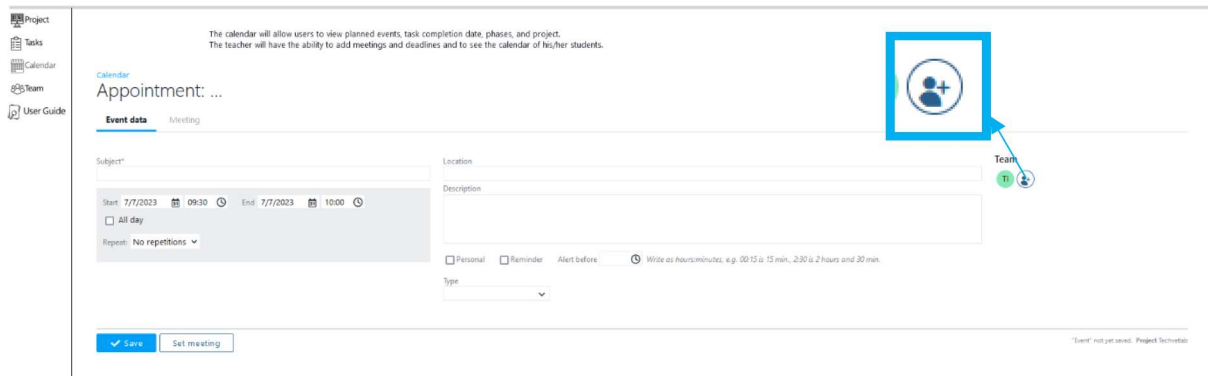 Project
Tasks
Calendar
Team
User Guide
The calendar will allow users to view planned events, task completion date, phases, and project.
The teacher will have the ability to add meetings and deadlines and to see the calendar of his/her students.
Calendar
Appointment: ...
Event data Meeting
Subject*
Start 7/7/2023 09:30 End 7/7/2023 10:00
All day
Repeat: No repetitions
Location
Description
Personal Reminder Alert before Write as hours:minutes, e.g. 00:15 is 15 min., 2:30 is 2 hours and 30 min.
Type
Team
TI
Save Set meeting
"Event" not yet saved. Project Techvetlab